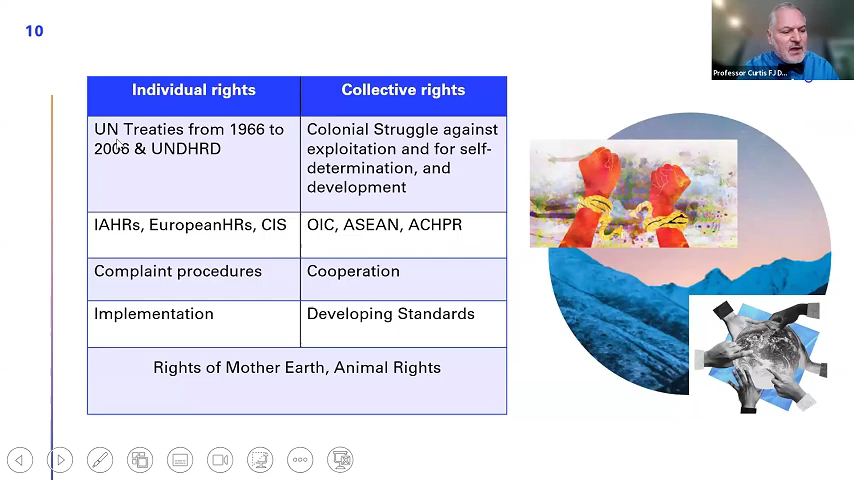 10
Professor Curtis FJ D...
Individual rights
Collective rights
UN Treaties from 1966 to
2006 & UNDHRD
Colonial Struggle against
exploitation and for self-
determination, and
development
IAHRs, EuropeanHRs, CIS
OIC, ASEAN, ACHPR
Complaint procedures
Cooperation
Implementation
Developing Standards
Rights of Mother Earth, Animal Rights